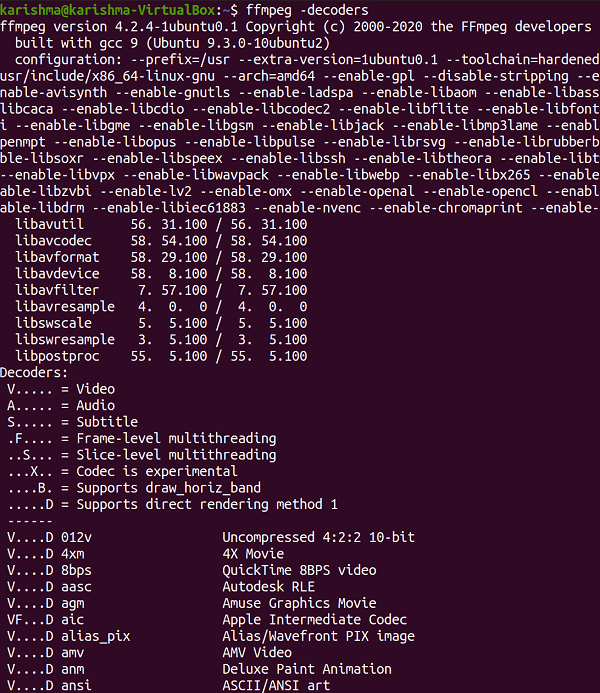 karishma@karishma-VirtualBox:~$ ffmpeg -decoders
ffmpeg version 4.2.4-1ubuntu0.1 Copyright (c) 2000-2020 the FFmpeg developers
  built with gcc 9 (Ubuntu 9.3.0-10ubuntu2)
  configuration: --prefix=/usr --extra-version=1ubuntu0.1 --toolchain=hardened
usr/include/x86_64-linux-gnu --arch=amd64 --enable-gpl --disable-stripping --e
nable-avisynth --enable-gnutls --enable-ladspa --enable-libaom --enable-libass
libcaca --enable-libcdio --enable-libcodec2 --enable-libflite --enable-libfont
i --enable-libgme --enable-libgsm --enable-libjack --enable-libmp3lame --enabl
penmpt --enable-libopus --enable-libpulse --enable-librsvg --enable-librubberb
ble-libsoxr --enable-libspeex --enable-libssh --enable-libtheora --enable-libt
--enable-libvpx --enable-libwavpack --enable-libwebp --enable-libx265 --enable
able-libzvbi --enable-lv2 --enable-omx --enable-openal --enable-opencl --enabl
able-libdrm --enable-libiec61883 --enable-nvenc --enable-chromaprint --enable-
  libavutil      56. 31.100 / 56. 31.100
  libavcodec     58. 54.100 / 58. 54.100
  libavformat    58. 29.100 / 58. 29.100
  libavdevice    58.  8.100 / 58.  8.100
  libavfilter     7. 57.100 /  7. 57.100
  libavresample   4.  0.  0 /  4.  0.  0
  libswscale      5.  5.100 /  5.  5.100
  libswresample   3.  5.100 /  3.  5.100
  libpostproc    55.  5.100 / 55.  5.100
Decoders:
 V..... = Video
 A..... = Audio
 S..... = Subtitle
 .F.... = Frame-level multithreading
 ..S... = Slice-level multithreading
 ...X.. = Codec is experimental
 ....B. = Supports draw_horiz_band
 .....D = Supports direct rendering method 1
 ------
 V....D 012v                 Uncompressed 4:2:2 10-bit
 V....D 4xm                  4X Movie
 V....D 8bps                 QuickTime 8BPS video
 V....D aasc                 Autodesk RLE
 V....D agm                  Amuse Graphics Movie
 VF...D aic                  Apple Intermediate Codec
 V....D alias_pix            Alias/Wavefront PIX image
 V....D amv                  AMV Video
 V....D anm                  Deluxe Paint Animation
 V....D ansi                 ASCII/ANSI art